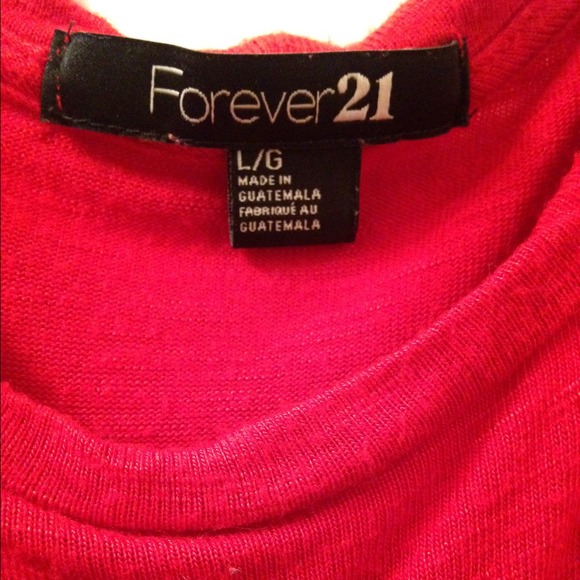 Forever21
L/G
MADE IN
GUATEMALA
FABRIQUÉ AU
GUATEMALA